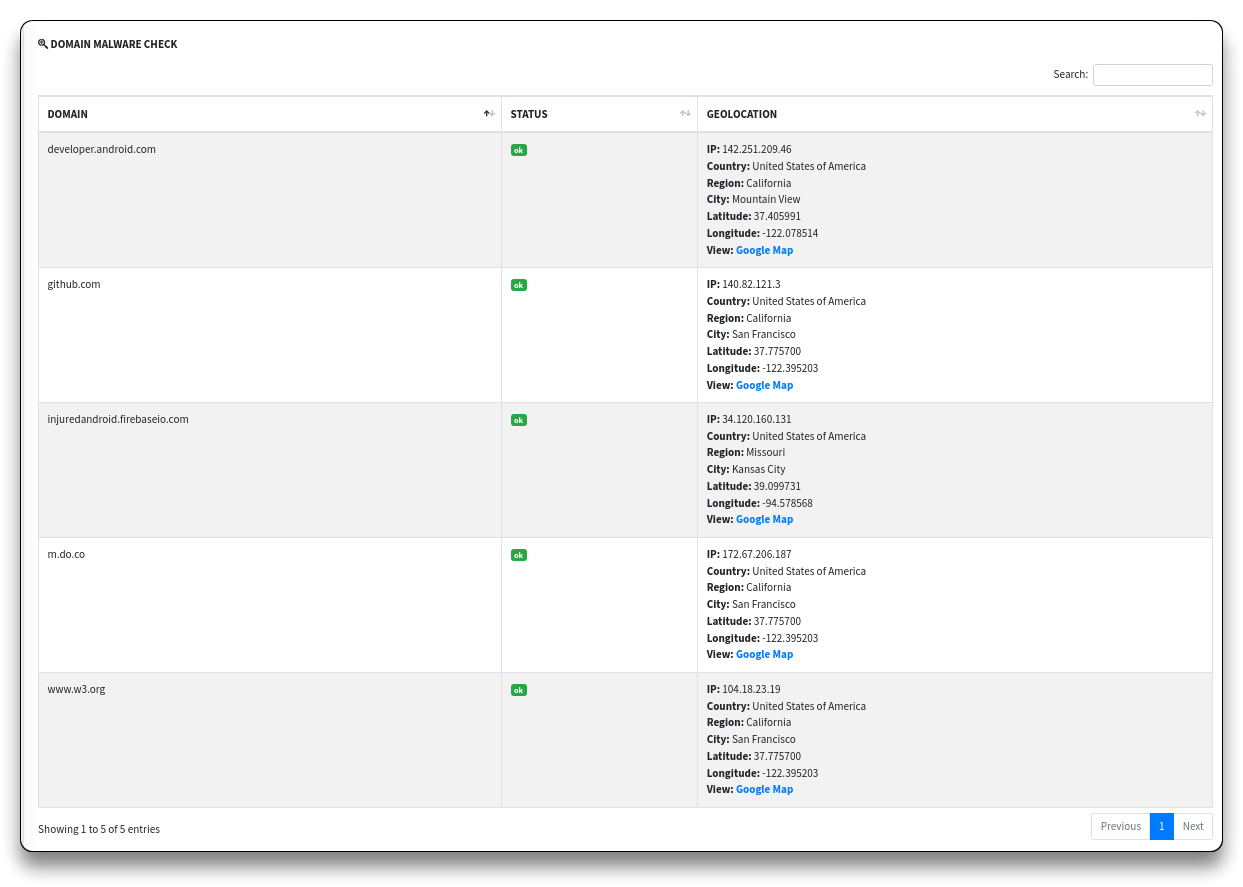 DOMAIN MALWARE CHECK
Search:
DOMAIN STATUS GEOLOCATION
developer.android.com ok IP: 142.251.209.46
Country: United States of America
Region: California
City: Mountain View
Latitude: 37.405991
Longitude: -122.078514
View: Google Map
github.com ok IP: 140.82.121.3
Country: United States of America
Region: California
City: San Francisco
Latitude: 37.775700
Longitude: -122.395203
View: Google Map
injuredandroid.firebaseio.com ok IP: 34.120.160.131
Country: United States of America
Region: Missouri
City: Kansas City
Latitude: 39.099731
Longitude: -94.578568
View: Google Map
m.do.co ok IP: 172.67.206.187
Country: United States of America
Region: California
City: San Francisco
Latitude: 37.775700
Longitude: -122.395203
View: Google Map
www.w3.org ok IP: 104.18.23.19
Country: United States of America
Region: California
City: San Francisco
Latitude: 37.775700
Longitude: -122.395203
View: Google Map
Showing 1 to 5 of 5 entries Previous 1 Next